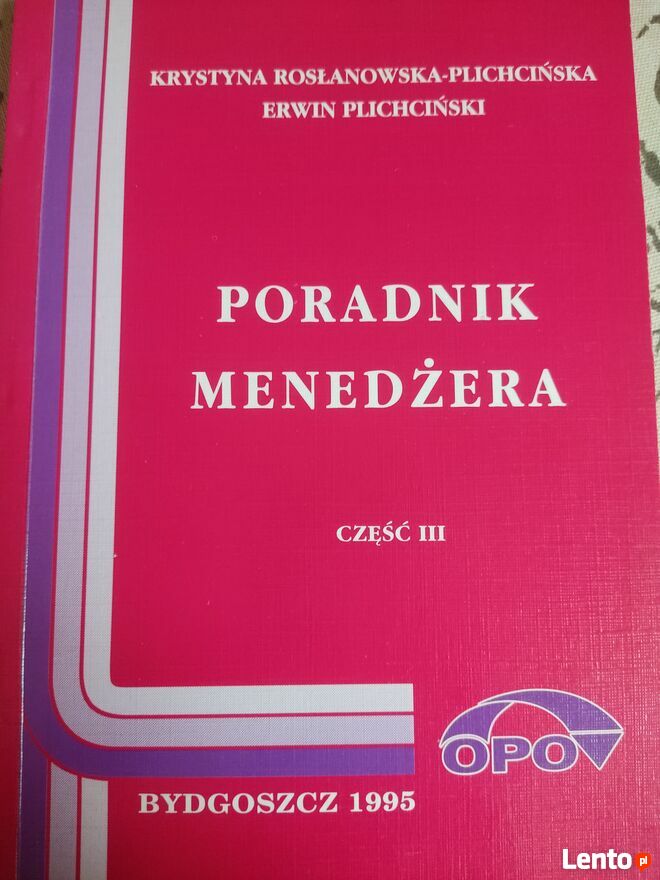 KRYSTYNA ROSŁANOWSKA-PLICHCIŃSKA
ERWIN PLICHCIŃSKI
PORADNIK
MENEDŻERA
CZĘŚĆ III
OPO
BYDGOSZCZ 1995
Lento.pl